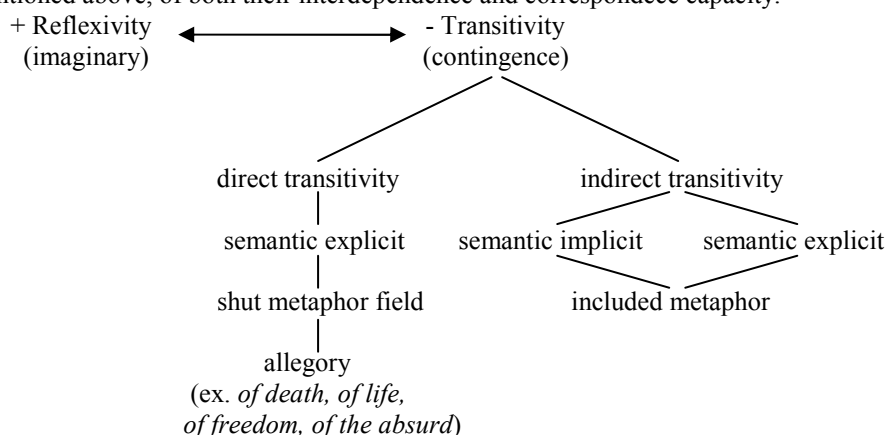 tioned above, of both their interdependence and correspondece capacity.
+ Reflexivity - Transitivity
(imaginary) (contingence)
direct transitivity indirect transitivity
semantic explicit semantic implicit semantic explicit
shut metaphor field included metaphor
allegory
(ex. of death, of life,
of freedom, of the absurd)